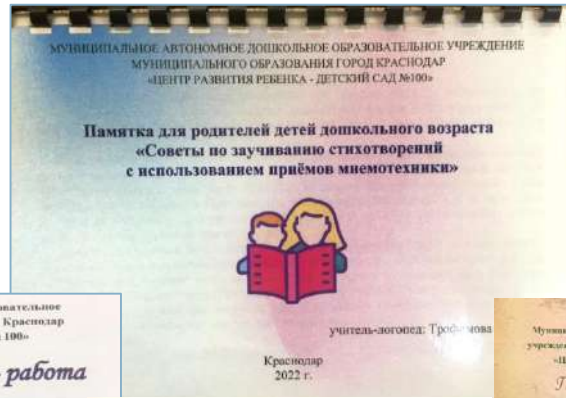 МУНИЦИПАЛЬНОЕ АВТОНОМНОЕ ДОШКОЛЬНОЕ ОБРАЗОВАТЕЛЬНОЕ УЧРЕЖДЕНИЕ
МУНИЦИПАЛЬНОГО ОБРАЗОВАНИЯ ГОРОД КРАСНОДАР
«ЦЕНТР РАЗВИТИЯ РЕБЕНКА - ДЕТСКИЙ САД №100»
Памятка для родителей детей дошкольного возраста
«Советы по заучиванию стихотворений
с использованием приёмов мнемотехники»
учитель-логопед: Трофимова
Краснодар
2022 г.
Краснодар
100»
работа